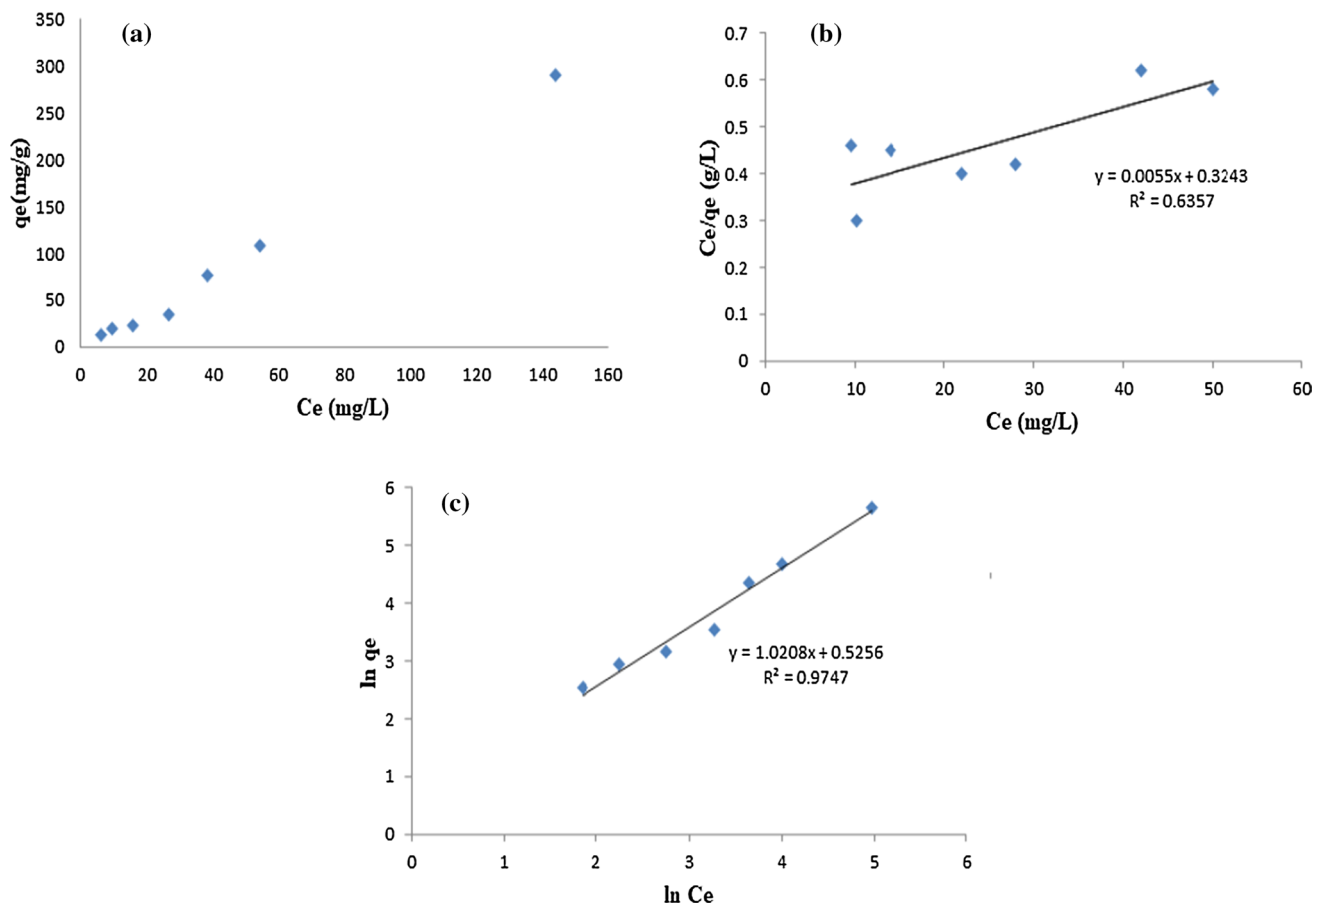 (a)
350
300
250
200
150
100
50
0
qe(mg/g)
0 20 40 60 80 100 120 140 160
Ce (mg/L)
(b)
0.7
0.6
0.5
0.4
0.3
0.2
0.1
0
Ce/qe (g/L)
y = 0.0055x + 0.3243
R² = 0.6357
0 10 20 30 40 50 60
Ce (mg/L)
(c)
6
5
4
3
2
1
0
ln qe
y = 1.0208x + 0.5256
R² = 0.9747
0 1 2 3 4 5 6
ln Ce